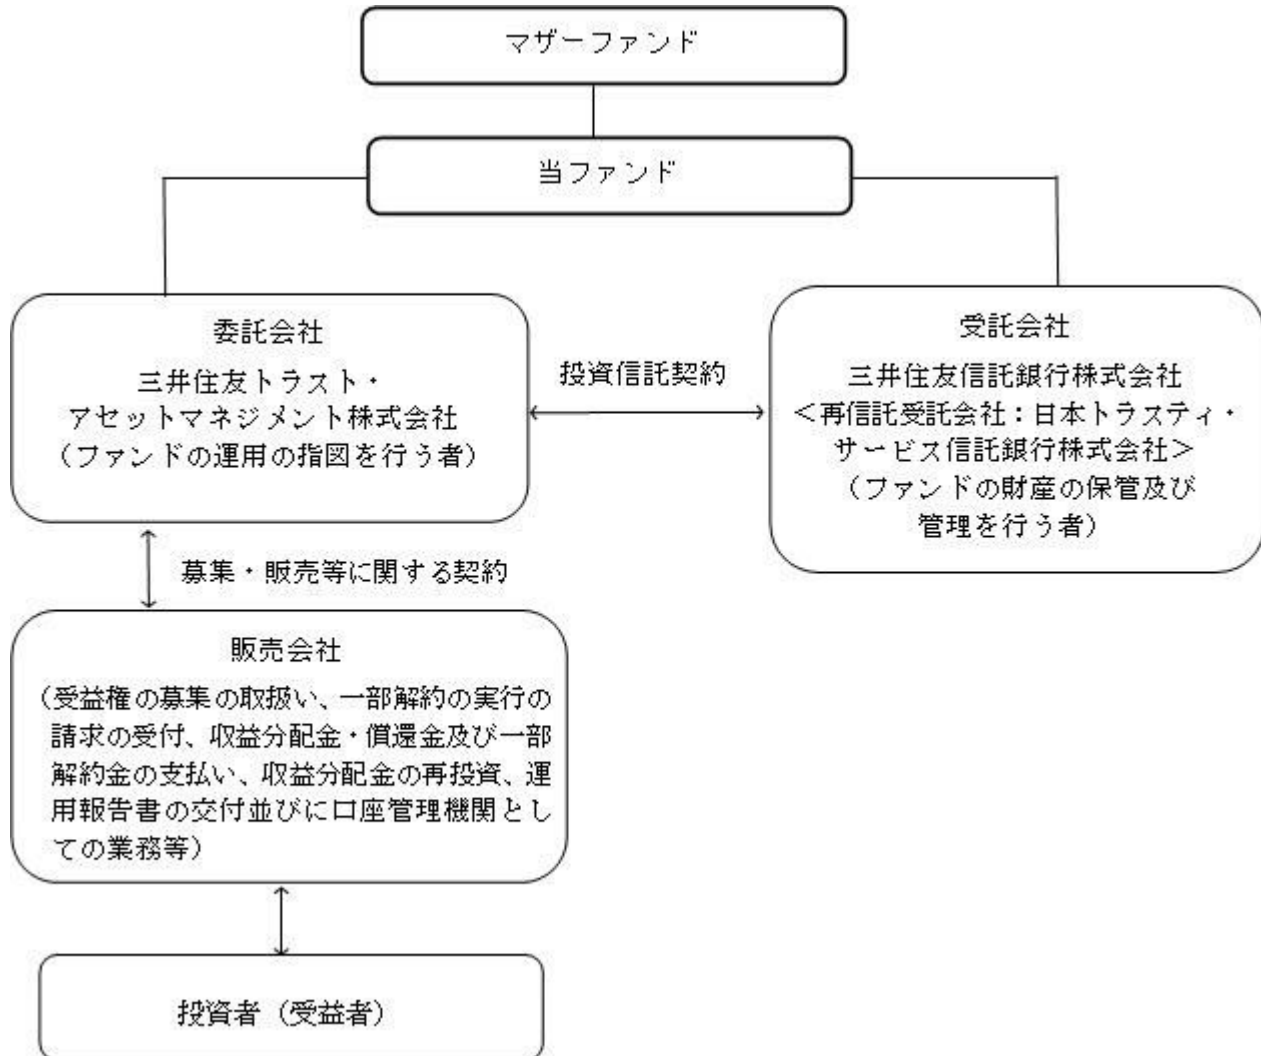 マザーファンド
当ファンド
委託会社
三井住友トラスト・
アセットマネジメント株式会社
（ファンドの運用の指図を行う者）
投資信託契約
受託会社
三井住友信託銀行株式会社
＜再信託受託会社：日本トラスティ・
サービス信託銀行株式会社＞
（ファンドの財産の保管及び
管理を行う者）
募集・販売等に関する契約
販売会社
（受益権の募集の取扱い、一部解約の実行の
請求の受付、収益分配金・償還金及び一部
解約金の支払い、収益分配金の再投資、運
用報告書の交付並びに口座管理機関とし
ての業務等）
投資者（受益者）